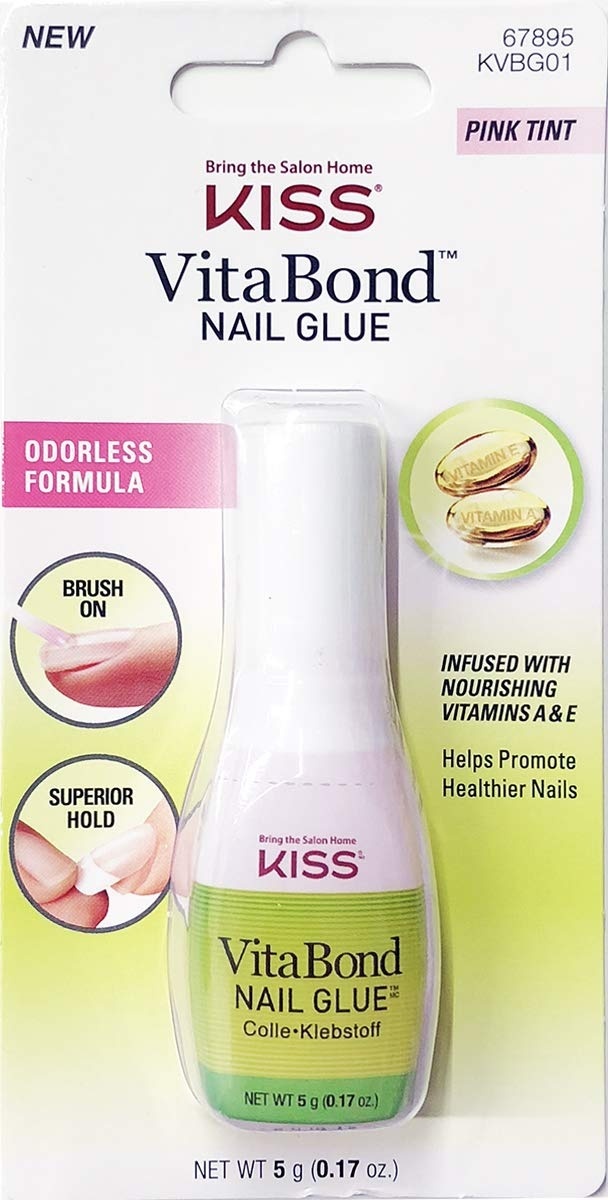 NEW
67895
KVBG01
PINK TINT
Bring the Salon Home
KISS®
VitaBond™
NAIL GLUE
ODORLESS
FORMULA
VITAMIN E
VITAMIN A
BRUSH
ON
INFUSED WITH
NOURISHING
VITAMINS A & E
Helps Promote
Healthier Nails
SUPERIOR
HOLD
Bring the Salon Home
KISS
VitaBond
NAIL GLUE™ MC
Colle•Klebstoff
NET WT 5 g (0.17 oz.)
NET WT 5 g (0.17 oz.)